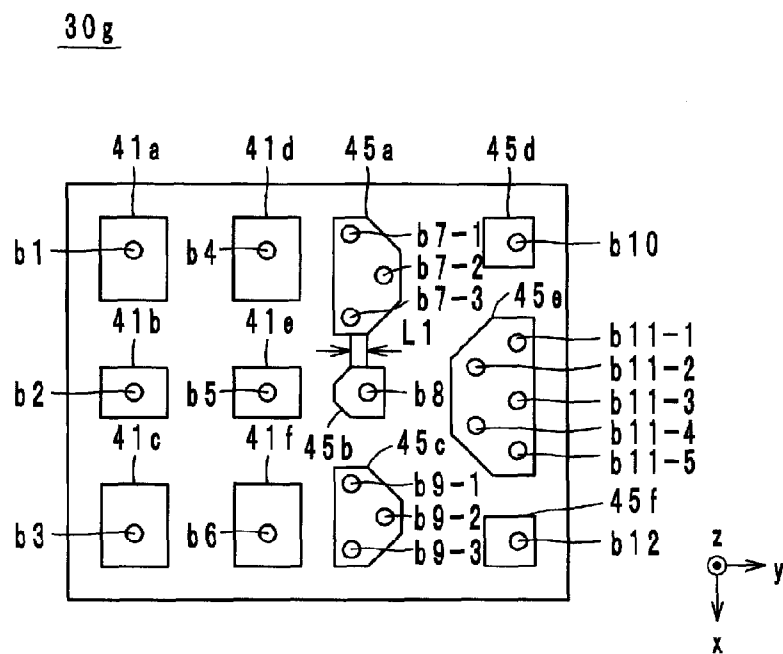 30g
41a 41d 45a 45d
b1 b4 b7-1 b10
b7-2
b7-3 45e
41b 41e L1 b11-1
b11-2
b2 b5 b8 b11-3
b11-4
41c 41f 45b 45c b11-5
b9-1
b9-2 45f
b3 b6 b9-3 b12
z
y
x